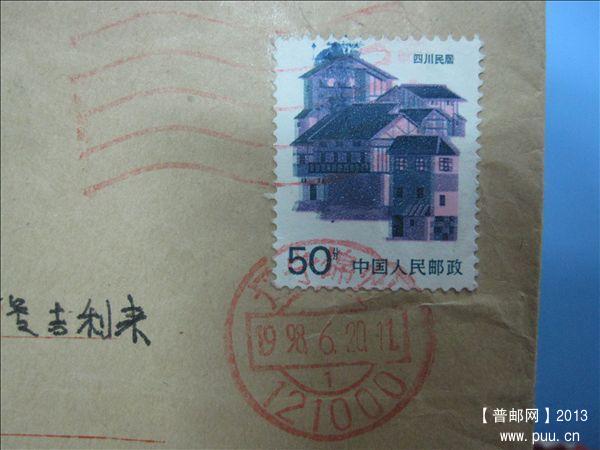 四川民居
50分 中国人民邮政
1998.6.20.11
1
121000
吉利来
【普邮网】2013
www.puu.cn